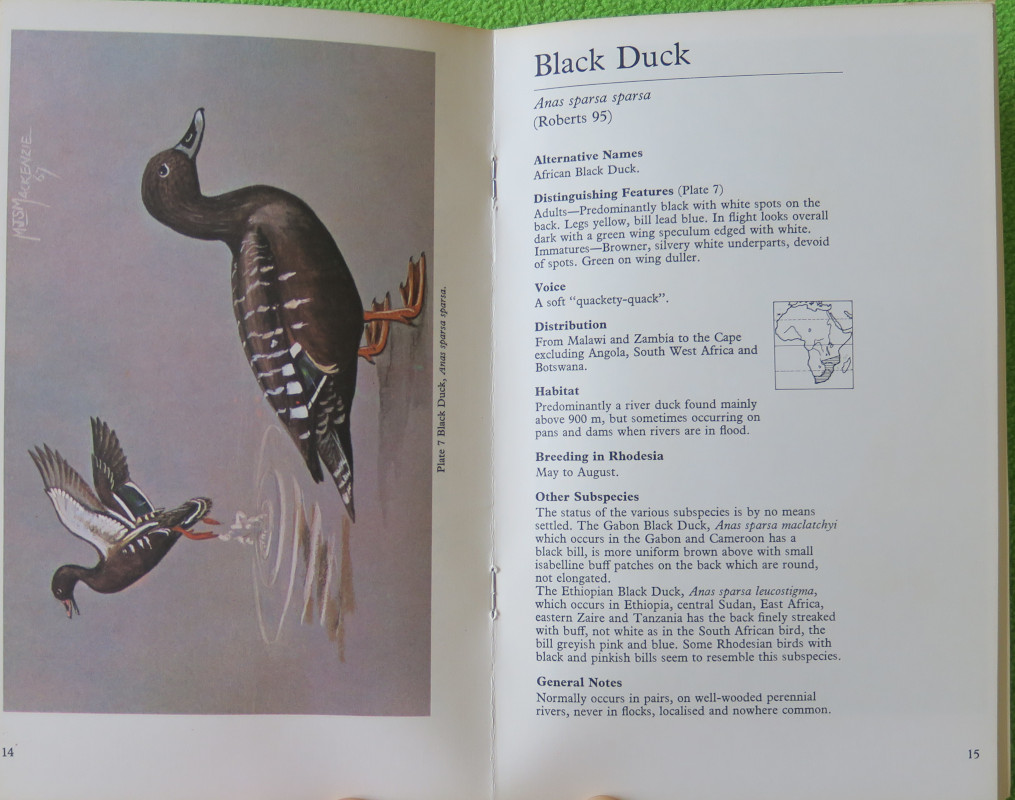 MJSMACKENZIE
67
Plate 7 Black Duck, Anas sparsa sparsa.
14
Black Duck
Anas sparsa sparsa
(Roberts 95)
Alternative Names
African Black Duck.
Distinguishing Features (Plate 7)
Adults—Predominantly black with white spots on the
back. Legs yellow, bill lead blue. In flight looks overall
dark with a green wing speculum edged with white.
Immatures—Browner, silvery white underparts, devoid
of spots. Green on wing duller.
Voice
A soft “quackety-quack”.
Distribution
From Malawi and Zambia to the Cape
excluding Angola, South West Africa and
Botswana.
Habitat
Predominantly a river duck found mainly
above 900 m, but sometimes occurring on
pans and dams when rivers are in flood.
Breeding in Rhodesia
May to August.
Other Subspecies
The status of the various subspecies is by no means
settled. The Gabon Black Duck, Anas sparsa maclatchyi
which occurs in the Gabon and Cameroon has a
black bill, is more uniform brown above with small
isabelline buff patches on the back which are round,
not elongated.
The Ethiopian Black Duck, Anas sparsa leucostigma,
which occurs in Ethiopia, central Sudan, East Africa,
eastern Zaire and Tanzania has the back finely streaked
with buff, not white as in the South African bird, the
bill greyish pink and blue. Some Rhodesian birds with
black and pinkish bills seem to resemble this subspecies.
General Notes
Normally occurs in pairs, on well-wooded perennial
rivers, never in flocks, localised and nowhere common.
15